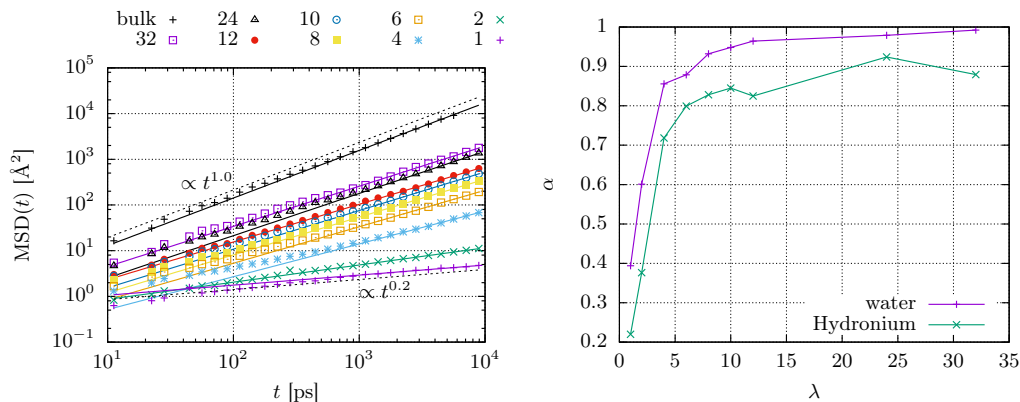 bulk 24 10 6 2
32 12 8 4 1
10^5
10^4
10^3
10^2
10^1
10^0
10^-1
MSD(t) [Å^2]
∝ t^1.0
∝ t^0.2
10^1 10^2 10^3 10^4
t [ps]
1
0.9
0.8
0.7
0.6
0.5
0.4
0.3
0.2
α
water
Hydronium
0 5 10 15 20 25 30 35
λ